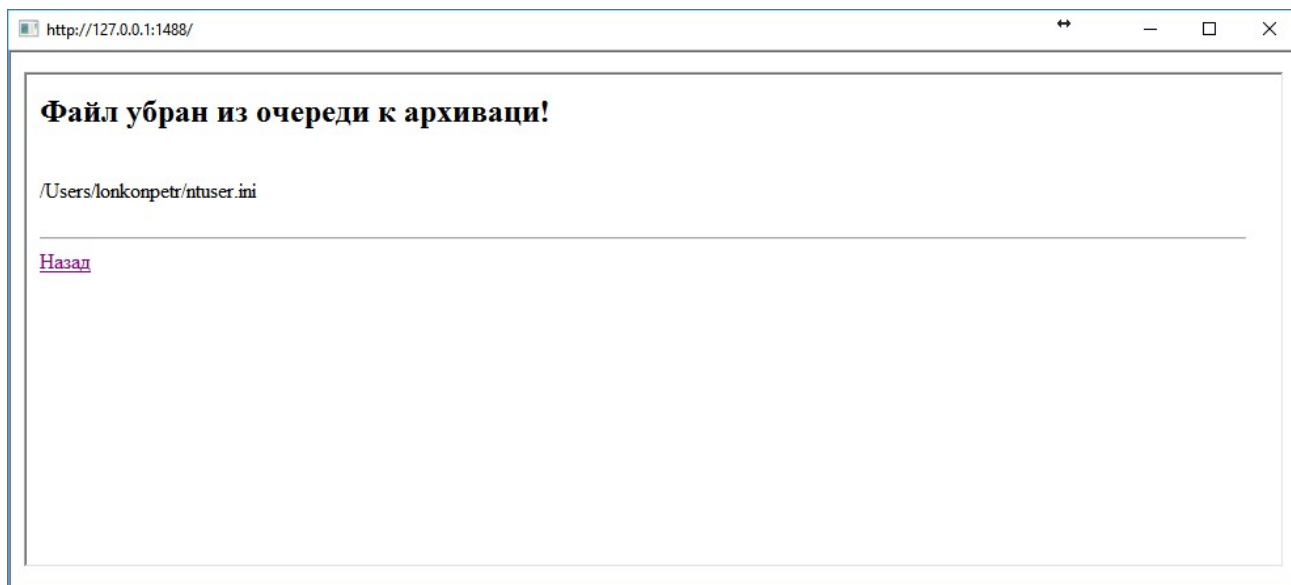 http://127.0.0.1:1488/
Файл убран из очереди к архиваци!
/Users/lonkonpetr/ntuser.ini
Назад